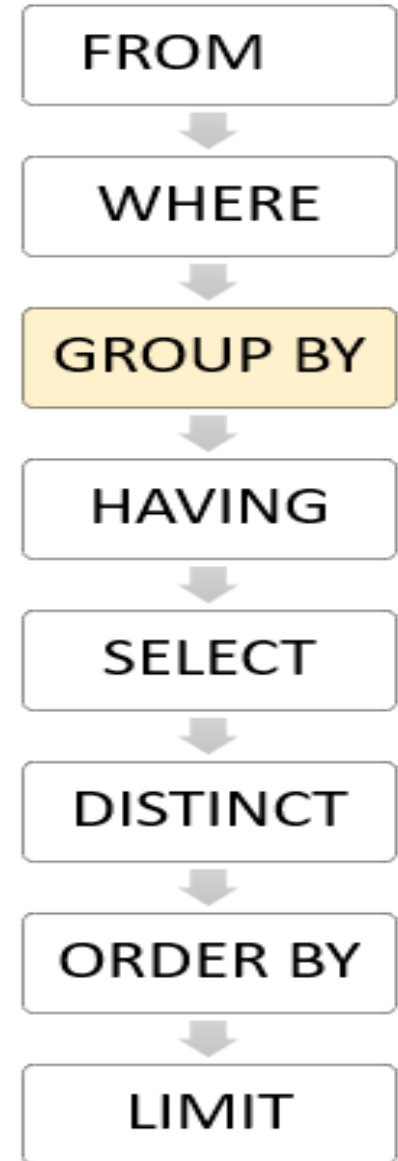 FROM
WHERE
GROUP BY
HAVING
SELECT
DISTINCT
ORDER BY
LIMIT